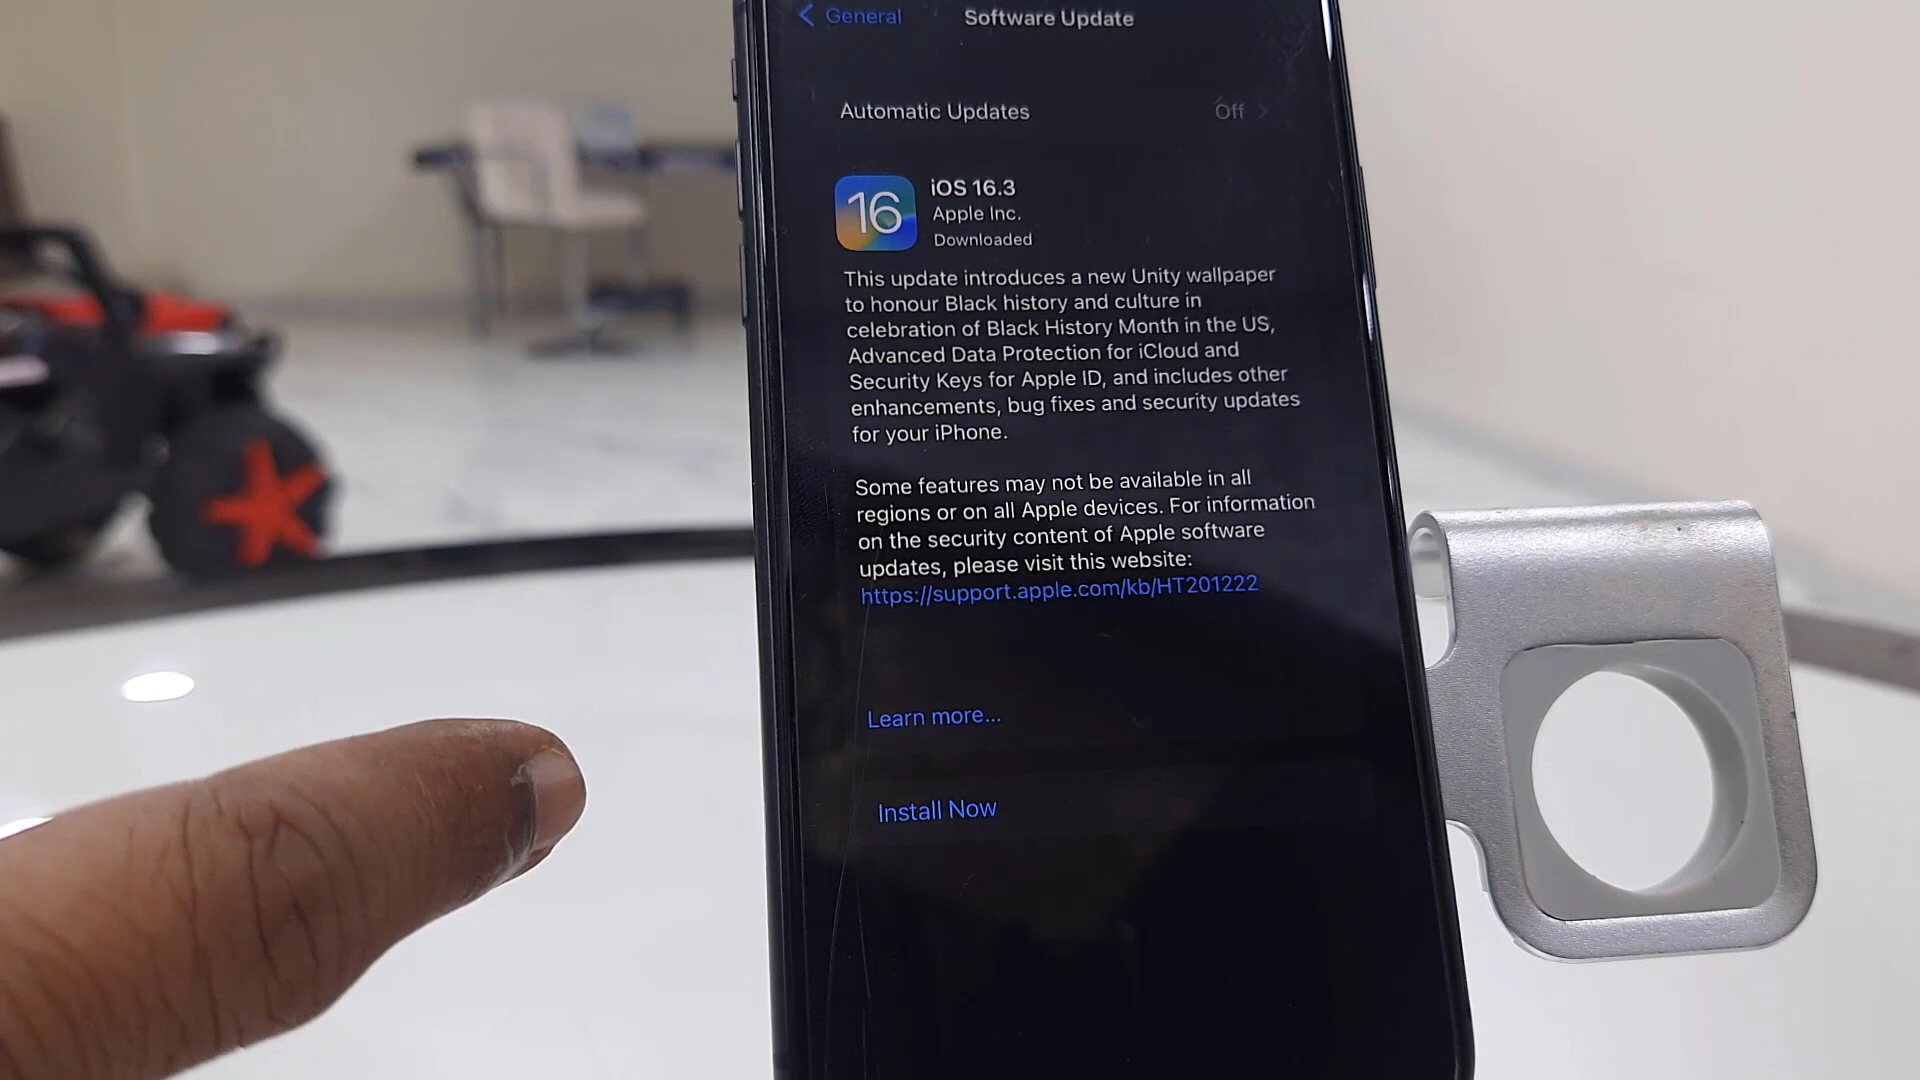 General
Software Update
Automatic Updates
Off
16
iOS 16.3
Apple Inc.
Downloaded
This update introduces a new Unity wallpaper
to honour Black history and culture in
celebration of Black History Month in the US,
Advanced Data Protection for iCloud and
Security Keys for Apple ID, and includes other
enhancements, bug fixes and security updates
for your iPhone.
Some features may not be available in all
regions or on all Apple devices. For information
on the security content of Apple software
updates, please visit this website:
https://support.apple.com/kb/HT201222
Learn more...
Install Now